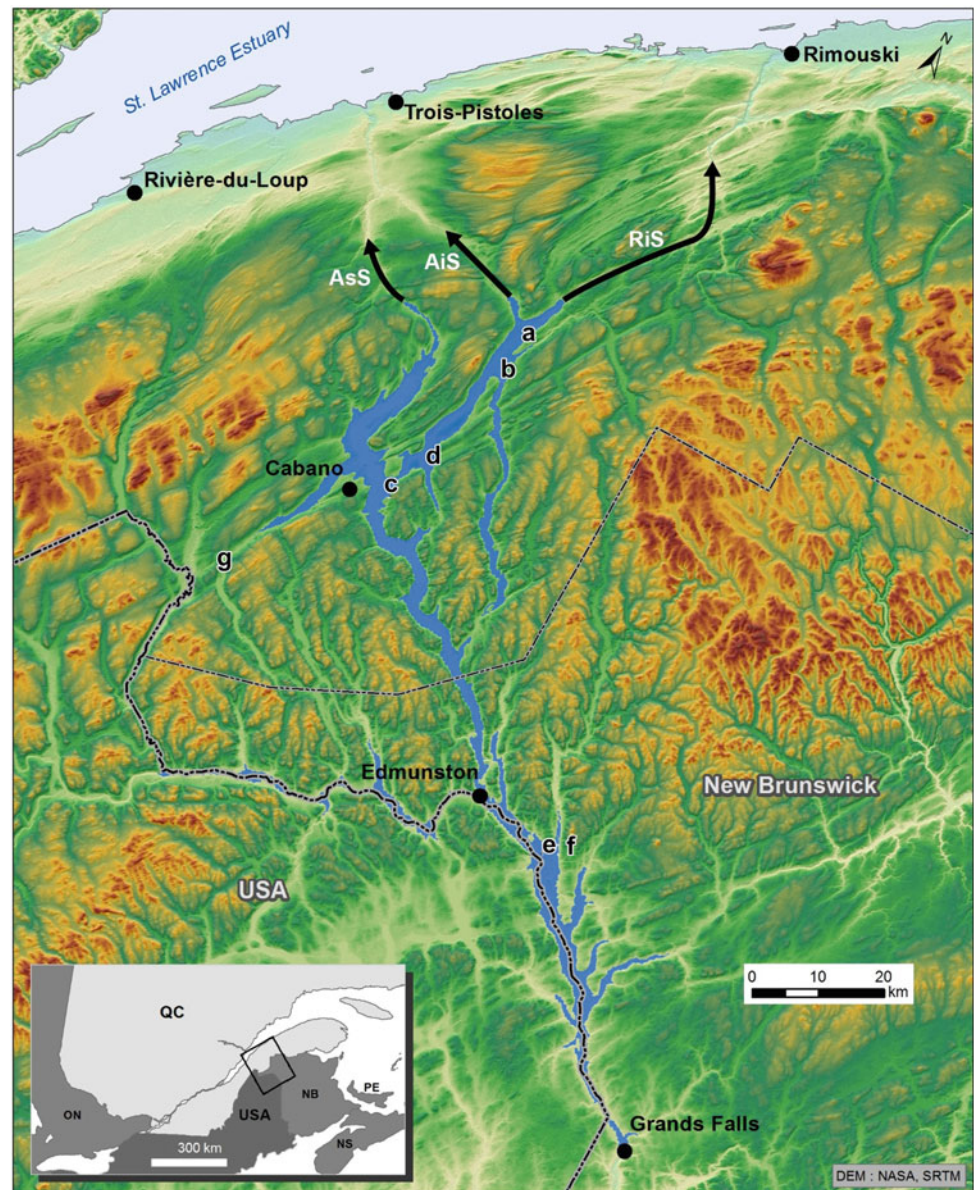 St. Lawrence Estuary
N
Rimouski
Trois-Pistoles
Rivière-du-Loup
RiS
AiS
AsS
a
b
d
Cabano
c
g
Edmunston
New Brunswick
e
f
USA
0 10 20
km
QC
ON
USA
NB
PE
NS
300 km
Grands Falls
DEM : NASA, SRTM